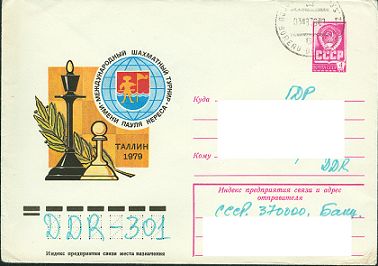 МЕЖДУНАРОДНЫЙ ШАХМАТНЫЙ ТУРНИР
ИМЕНИ ПАУЛЯ КЕРЕСА
ТАЛЛИН
1979
СССР
Куда ГДР
Кому
DDR
Индекс предприятия связи и адрес
отправителя
СССР. 370000, Баку
DDR-301
Индекс предприятия связи места назначения